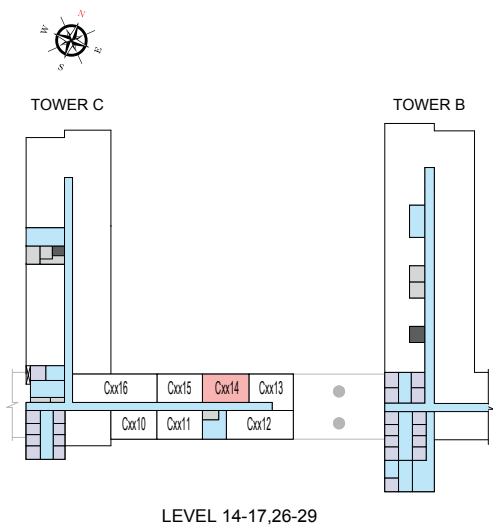 N
W
E
S
TOWER C
TOWER B
Cxx16 Cxx15 Cxx14 Cxx13
Cxx10 Cxx11 Cxx12
LEVEL 14-17,26-29